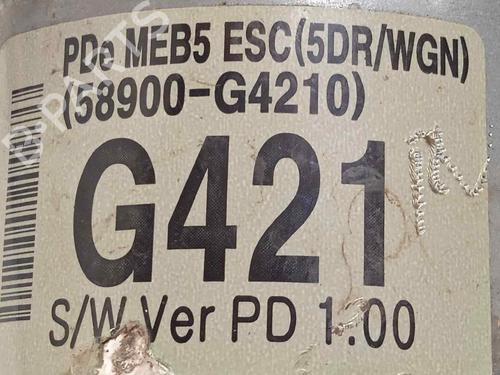 PDe MEB5 ESC(5DR/WGN)
(58900-G4210)
G421
S/W Ver PD 1.00